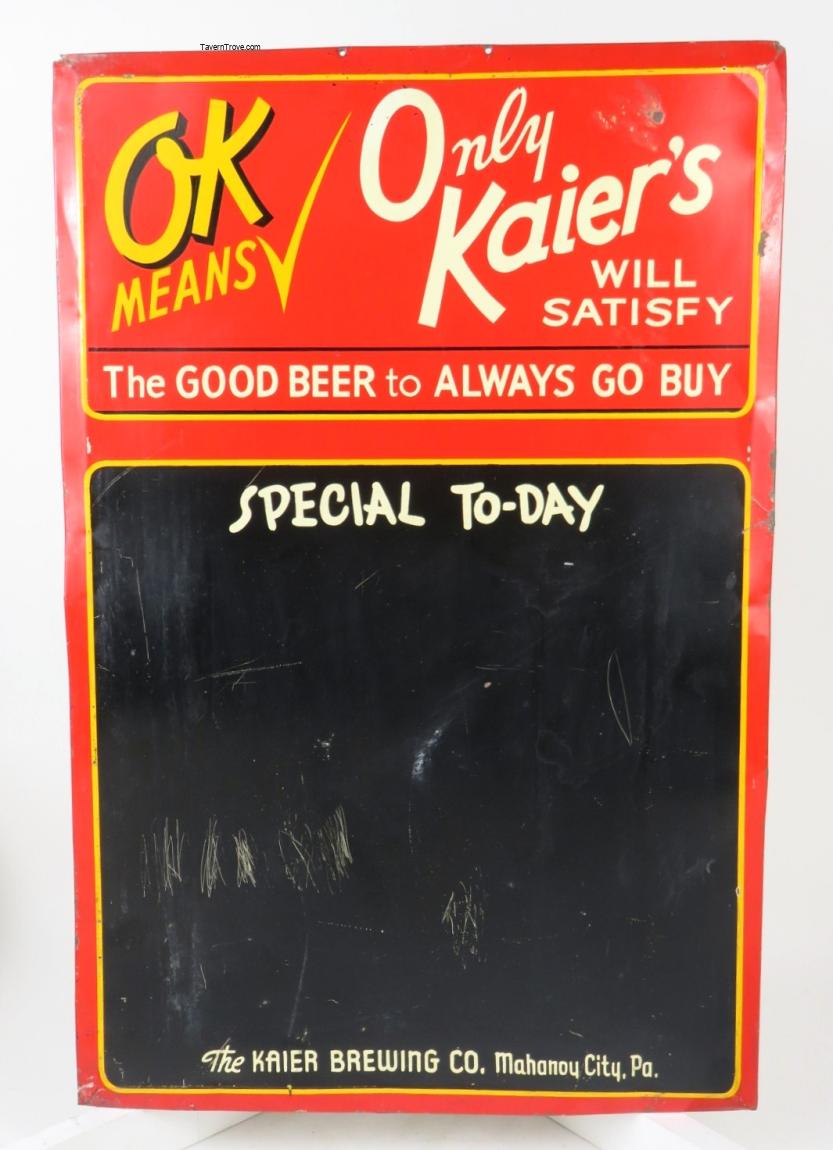 TavernTrove.com
OK
MEANS
Only
Kaier's
WILL
SATISFY
The GOOD BEER to ALWAYS GO BUY
SPECIAL TO-DAY
The KAIER BREWING CO. Mahanoy City, Pa.